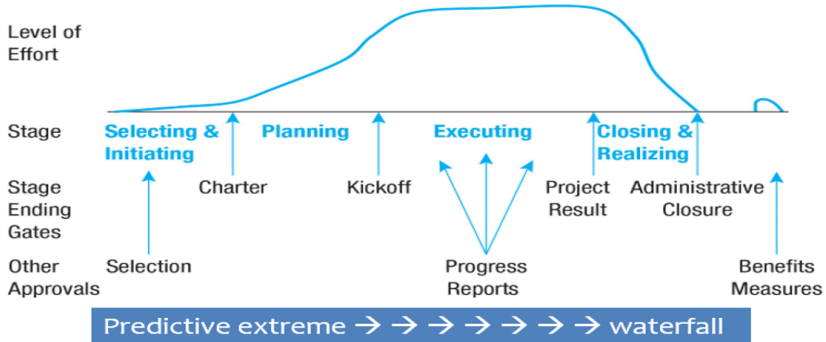 Level of
Effort
Stage
Selecting &
Initiating
Planning
Executing
Closing &
Realizing
Stage
Ending
Gates
Charter
Kickoff
Project
Result
Administrative
Closure
Other
Approvals
Selection
Progress
Reports
Benefits
Measures
Predictive extreme → → → → → → → waterfall